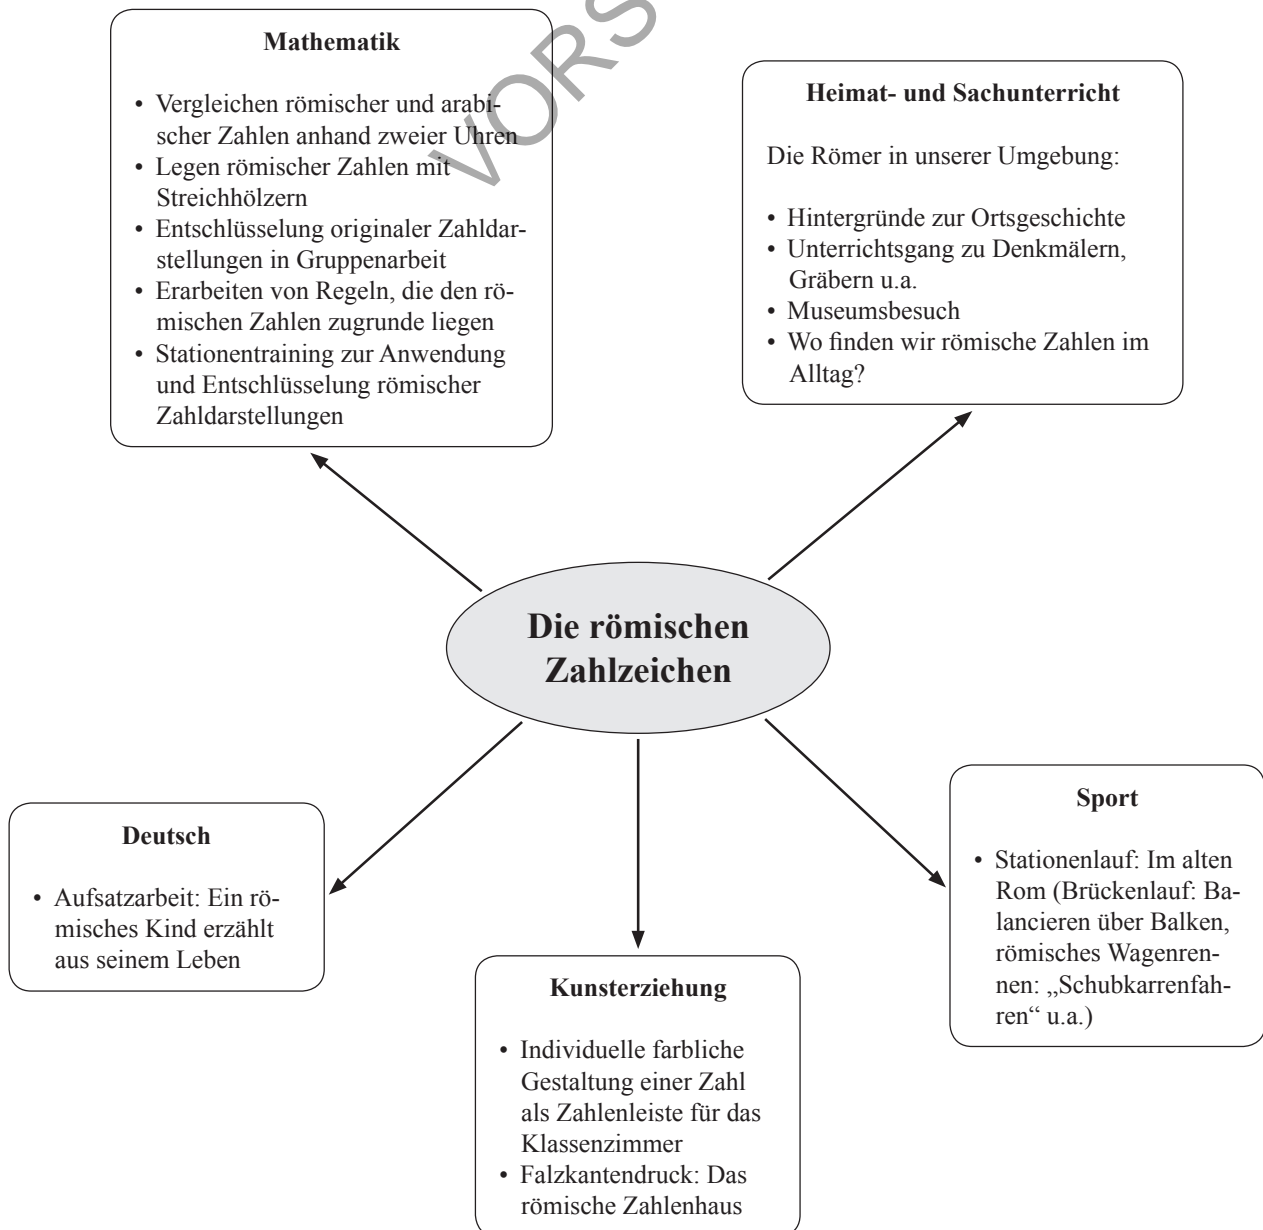 VORS
Mathematik
• Vergleichen römischer und arabi-
scher Zahlen anhand zweier Uhren
• Legen römischer Zahlen mit
Streichhölzern
• Entschlüsselung originaler Zahldar-
stellungen in Gruppenarbeit
• Erarbeiten von Regeln, die den rö-
mischen Zahlen zugrunde liegen
• Stationentraining zur Anwendung
und Entschlüsselung römischer
Zahldarstellungen
Heimat- und Sachunterricht
Die Römer in unserer Umgebung:
• Hintergründe zur Ortsgeschichte
• Unterrichtsgang zu Denkmälern,
Gräbern u.a.
• Museumsbesuch
• Wo finden wir römische Zahlen im
Alltag?
Die römischen
Zahlzeichen
Deutsch
• Aufsatzarbeit: Ein rö-
misches Kind erzählt
aus seinem Leben
Kunsterziehung
• Individuelle farbliche
Gestaltung einer Zahl
als Zahlenleiste für das
Klassenzimmer
• Falzkantendruck: Das
römische Zahlenhaus
Sport
• Stationenlauf: Im alten
Rom (Brückenlauf: Ba-
lancieren über Balken,
römisches Wagenren-
nen: „Schubkarrenfah-
ren“ u.a.)